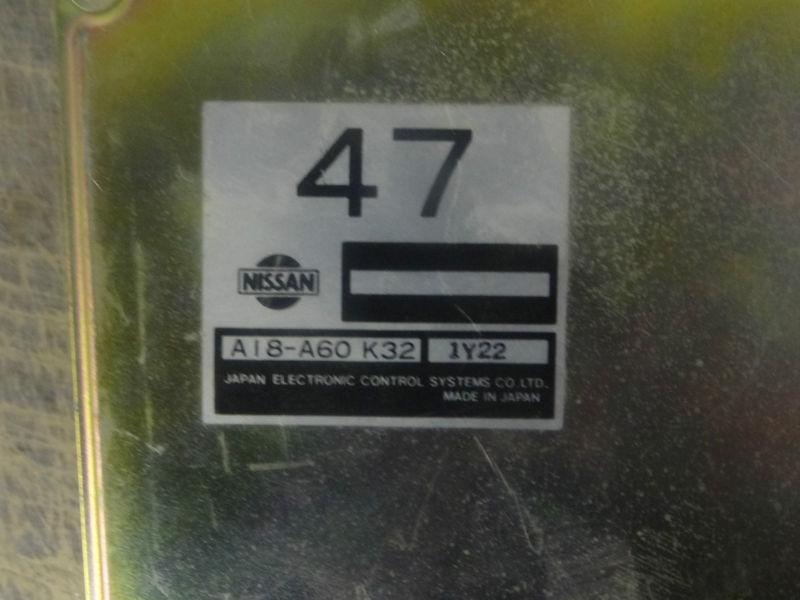 47
NISSAN
A18-A60 K32 1Y22
JAPAN ELECTRONIC CONTROL SYSTEMS CO.LTD.
MADE IN JAPAN